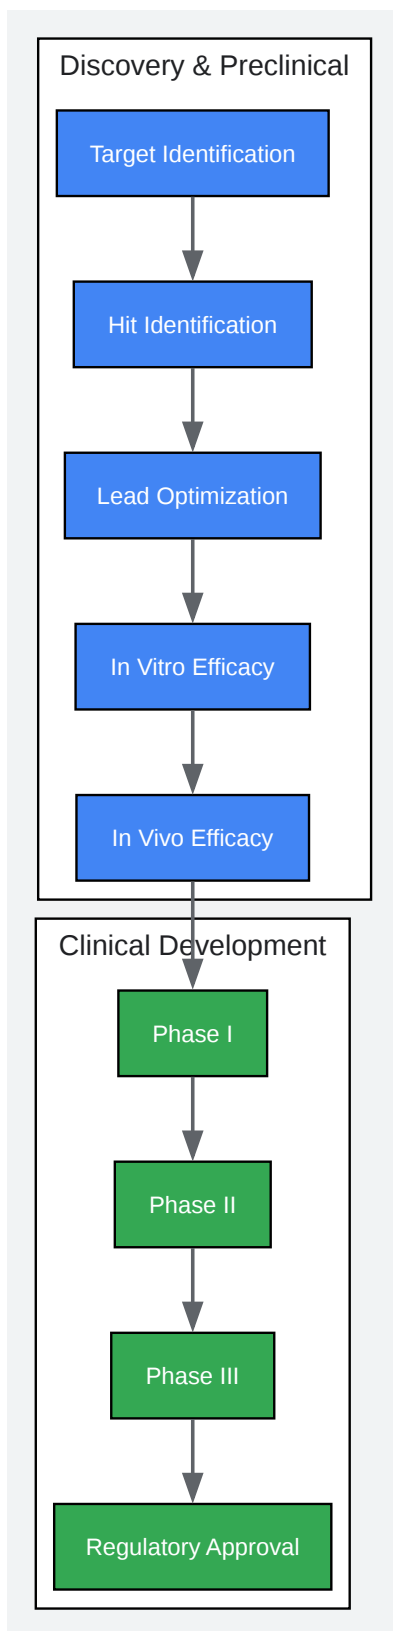 Discovery & Preclinical
Target Identification
Hit Identification
Lead Optimization
In Vitro Efficacy
In Vivo Efficacy
Clinical Development
Phase I
Phase II
Phase III
Regulatory Approval